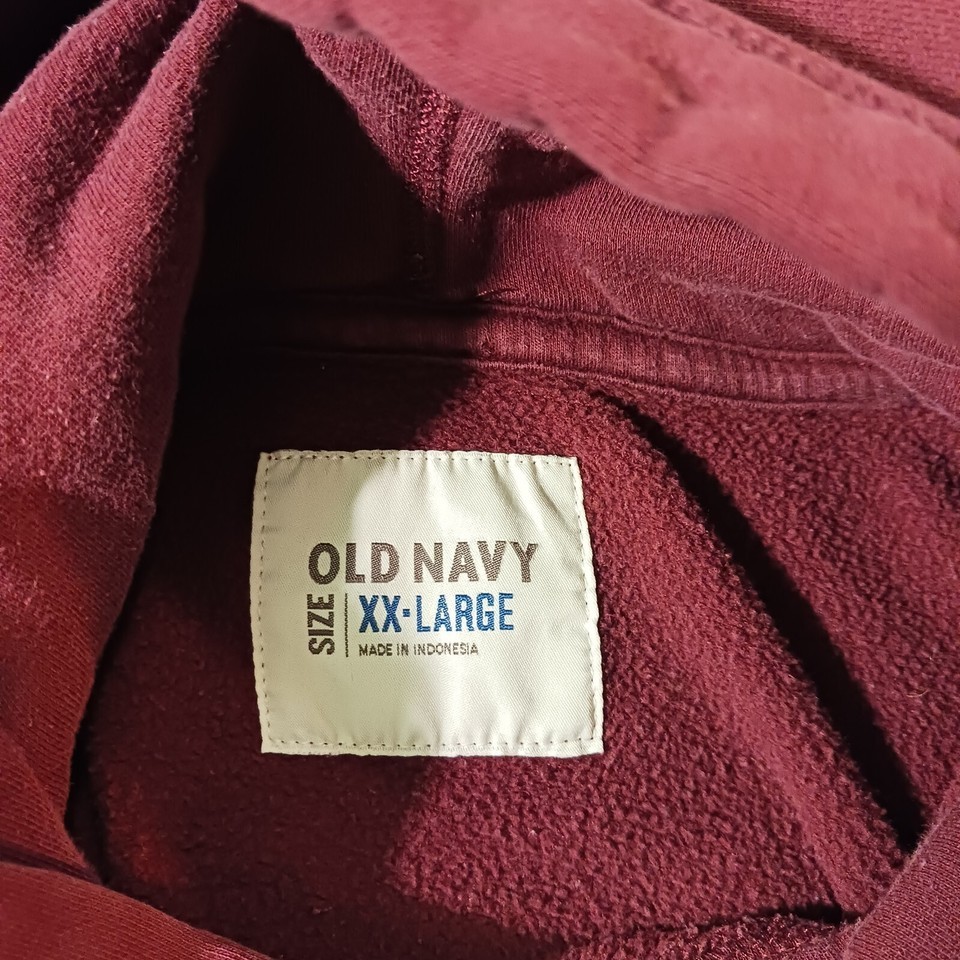 OLD NAVY
SIZE
XX-LARGE
MADE IN INDONESIA